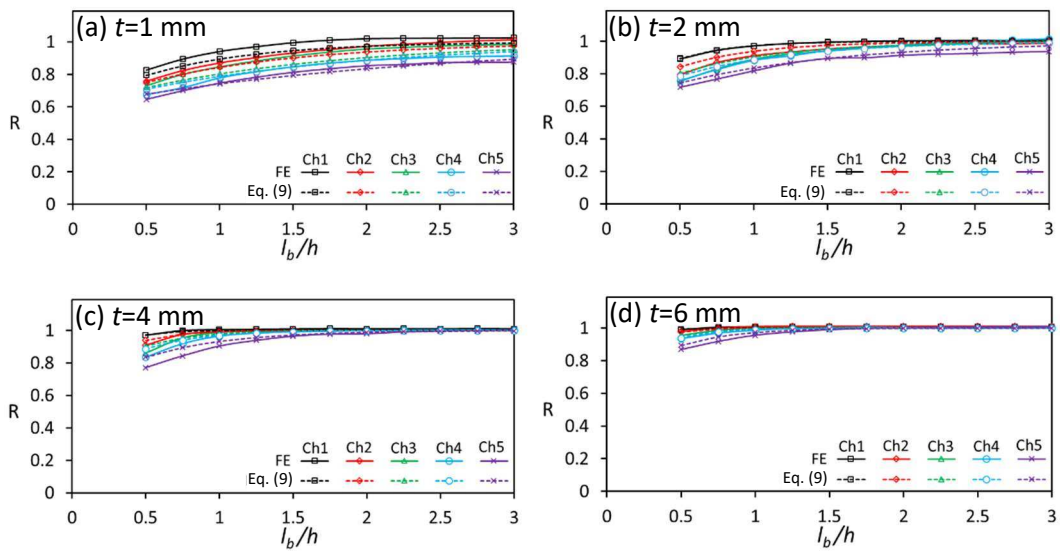 (a) t=1 mm
1
0.8
0.6
R
0.4
0.2
0
Ch1 Ch2 Ch3 Ch4 Ch5
FE
Eq. (9)
0 0.5 1 1.5 2 2.5 3
l_b/h
(b) t=2 mm
1
0.8
0.6
R
0.4
0.2
0
Ch1 Ch2 Ch3 Ch4 Ch5
FE
Eq. (9)
0 0.5 1 1.5 2 2.5 3
l_b/h
(c) t=4 mm
1
0.8
0.6
R
0.4
0.2
0
Ch1 Ch2 Ch3 Ch4 Ch5
FE
Eq. (9)
0 0.5 1 1.5 2 2.5 3
l_b/h
(d) t=6 mm
1
0.8
0.6
R
0.4
0.2
0
Ch1 Ch2 Ch3 Ch4 Ch5
FE
Eq. (9)
0 0.5 1 1.5 2 2.5 3
l_b/h